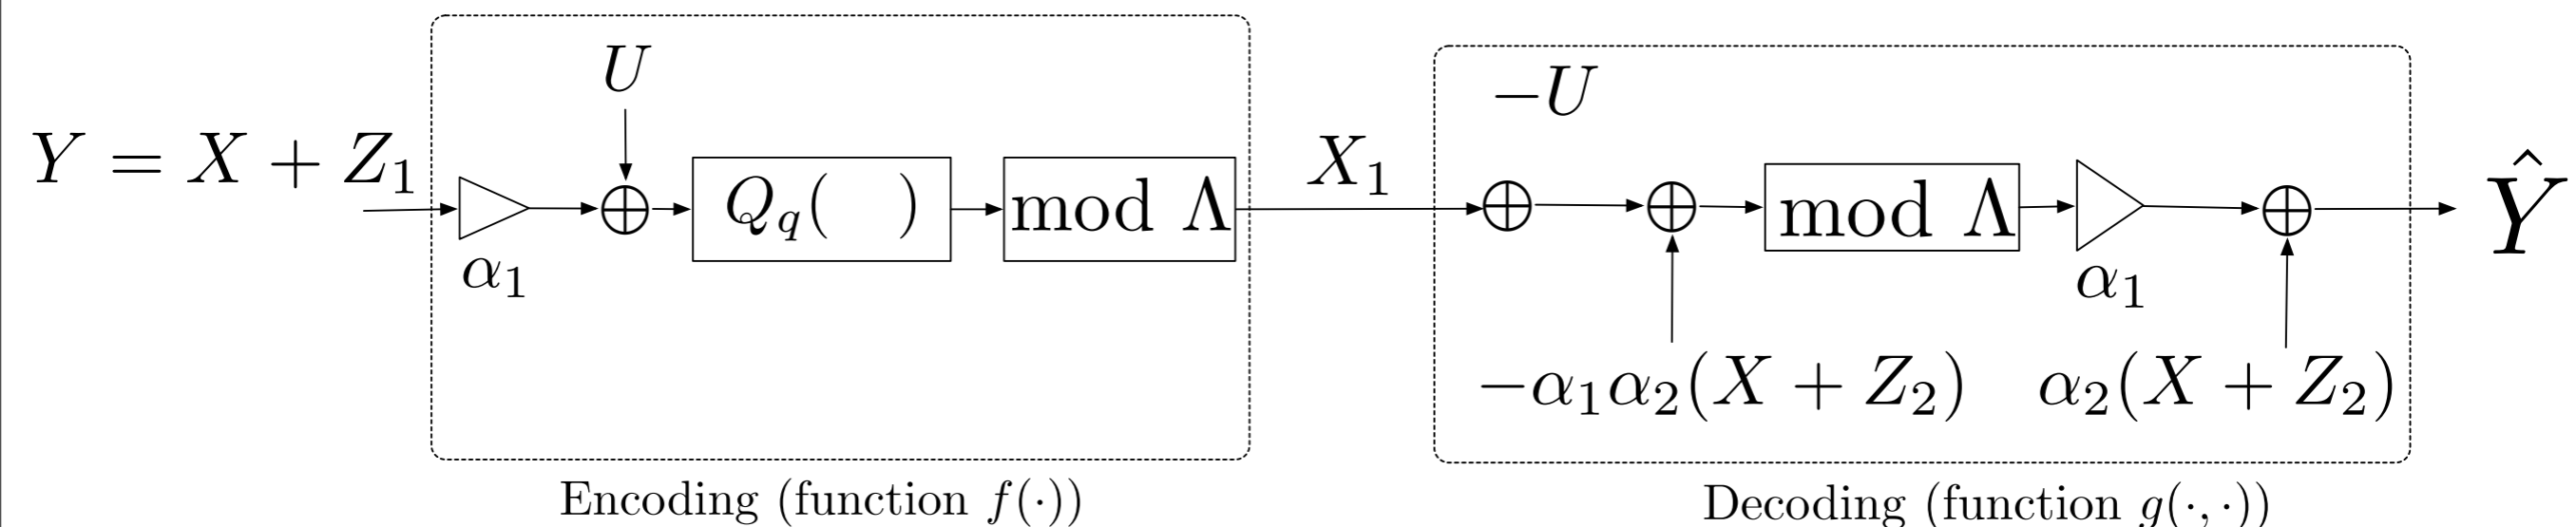 U
−U
Y = X + Z₁
α₁
Q_q( )
mod Λ
X₁
mod Λ
α₁
Ŷ
−α₁α₂(X + Z₂)
α₂(X + Z₂)
Encoding (function f(·))
Decoding (function g(·, ·))